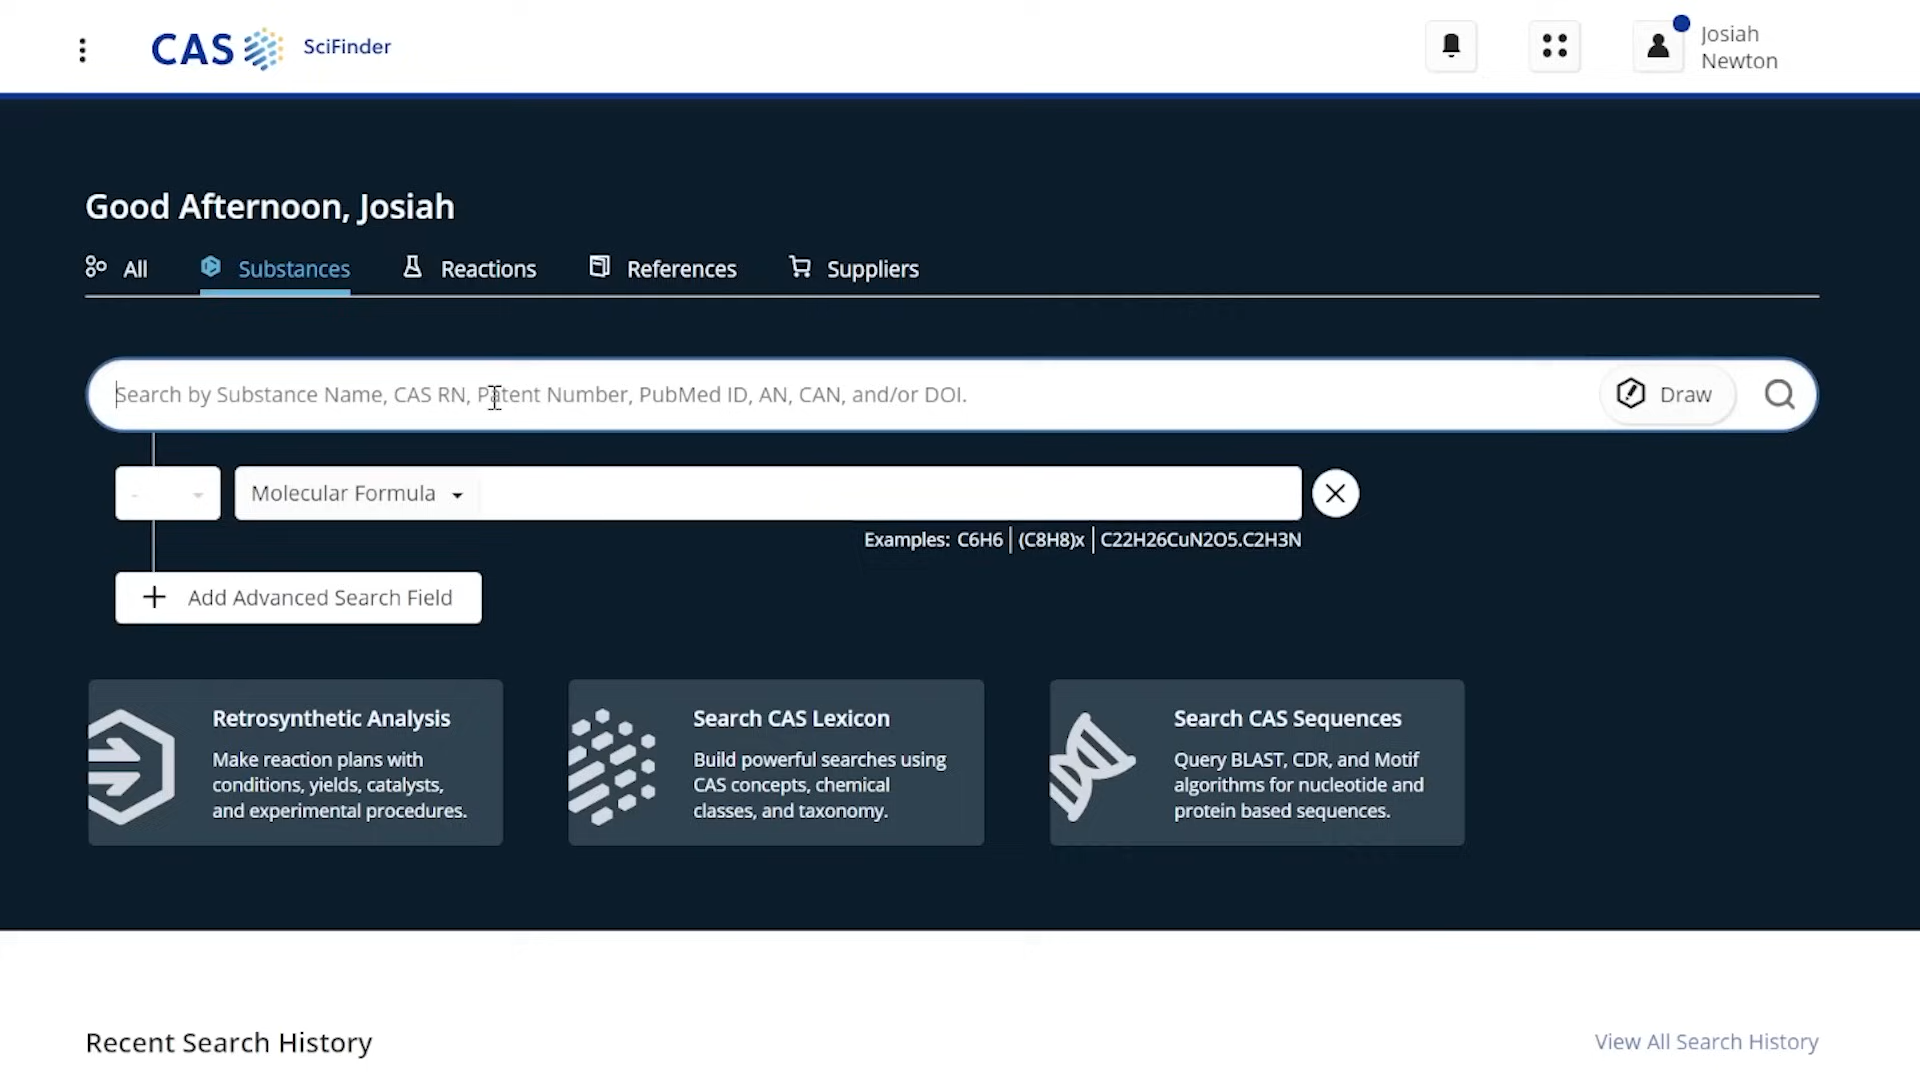 CAS SciFinder
Josiah
Newton
Good Afternoon, Josiah
All Substances Reactions References Suppliers
Search by Substance Name, CAS RN, Patent Number, PubMed ID, AN, CAN, and/or DOI.
Draw
- Molecular Formula
Examples: C6H6 | (C8H8)x | C22H26CuN2O5.C2H3N
+ Add Advanced Search Field
Retrosynthetic Analysis
Make reaction plans with
conditions, yields, catalysts,
and experimental procedures.
Search CAS Lexicon
Build powerful searches using
CAS concepts, chemical
classes, and taxonomy.
Search CAS Sequences
Query BLAST, CDR, and Motif
algorithms for nucleotide and
protein based sequences.
Recent Search History
View All Search History